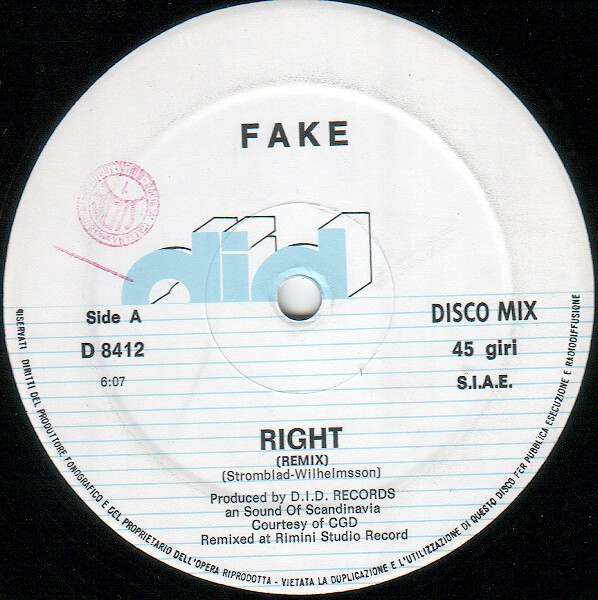 FAKE
did
Side A
DISCO MIX
D 8412
45 giri
6:07
S.I.A.E.
RIGHT
(REMIX)
(Stromblad-Wilhelmsson)
Produced by D.I.D. RECORDS
an Sound Of Scandinavia
Courtesy of CGD
Remixed at Rimini Studio Record
RISERVATI DIRITTI DEL PRODUTTORE FONOGRAFICO E DEL PROPRIETARIO DELL'OPERA RIPRODOTTA - VIETATA LA DUPLICAZIONE E L'UTILIZZAZIONE DI QUESTO DISCO PER PUBBLICA ESECUZIONE E RADIODIFFUSIONE